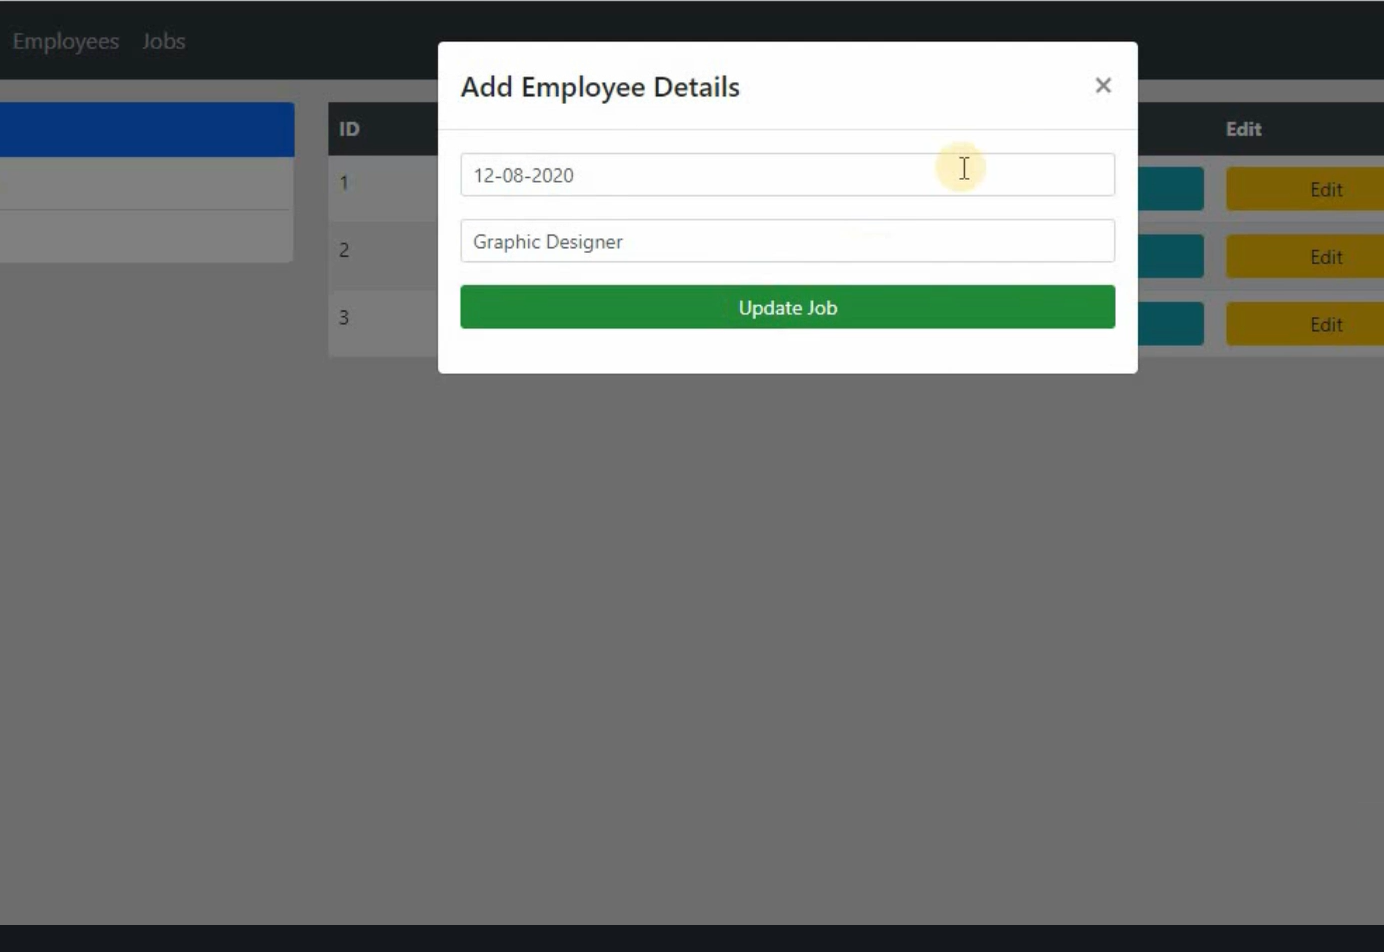 Employees Jobs
Add Employee Details ×
ID Edit
12-08-2020
1 Edit
Graphic Designer
2 Edit
Update Job
3 Edit